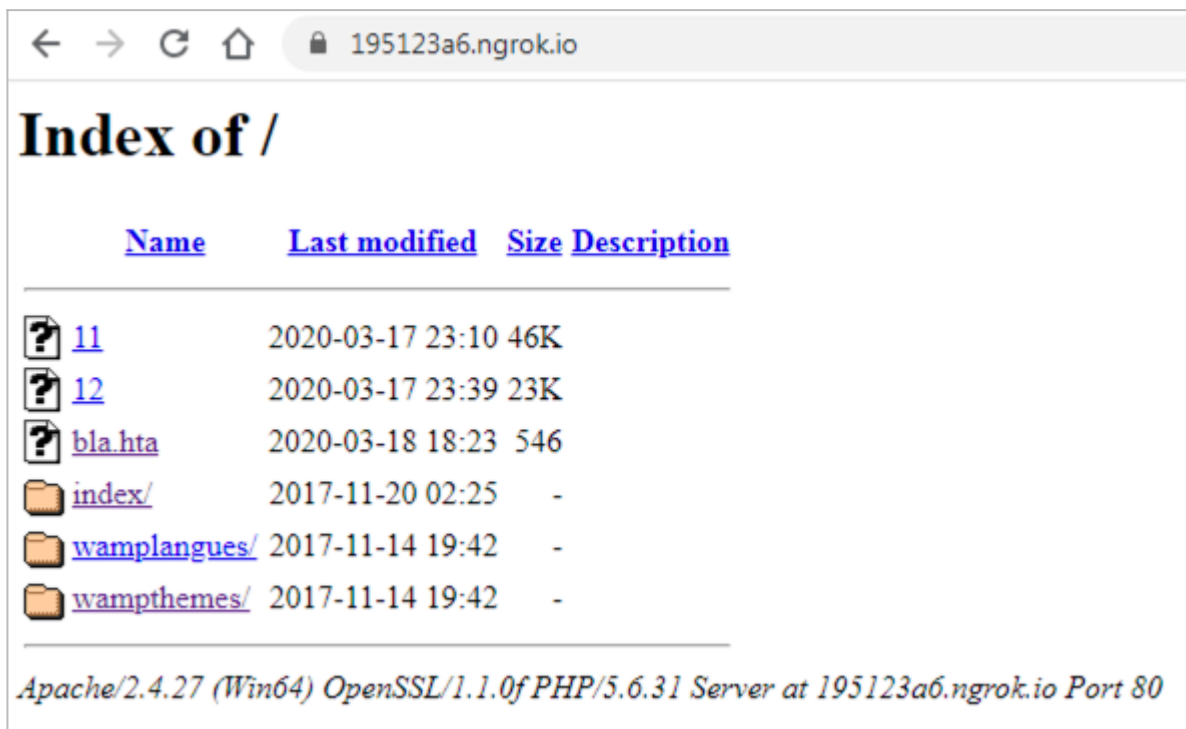 195123a6.ngrok.io
Index of /
Name Last modified Size Description
11 2020-03-17 23:10 46K
12 2020-03-17 23:39 23K
bla.hta 2020-03-18 18:23 546
index/ 2017-11-20 02:25 -
wamplangues/ 2017-11-14 19:42 -
wampthemes/ 2017-11-14 19:42 -
Apache/2.4.27 (Win64) OpenSSL/1.1.0f PHP/5.6.31 Server at 195123a6.ngrok.io Port 80